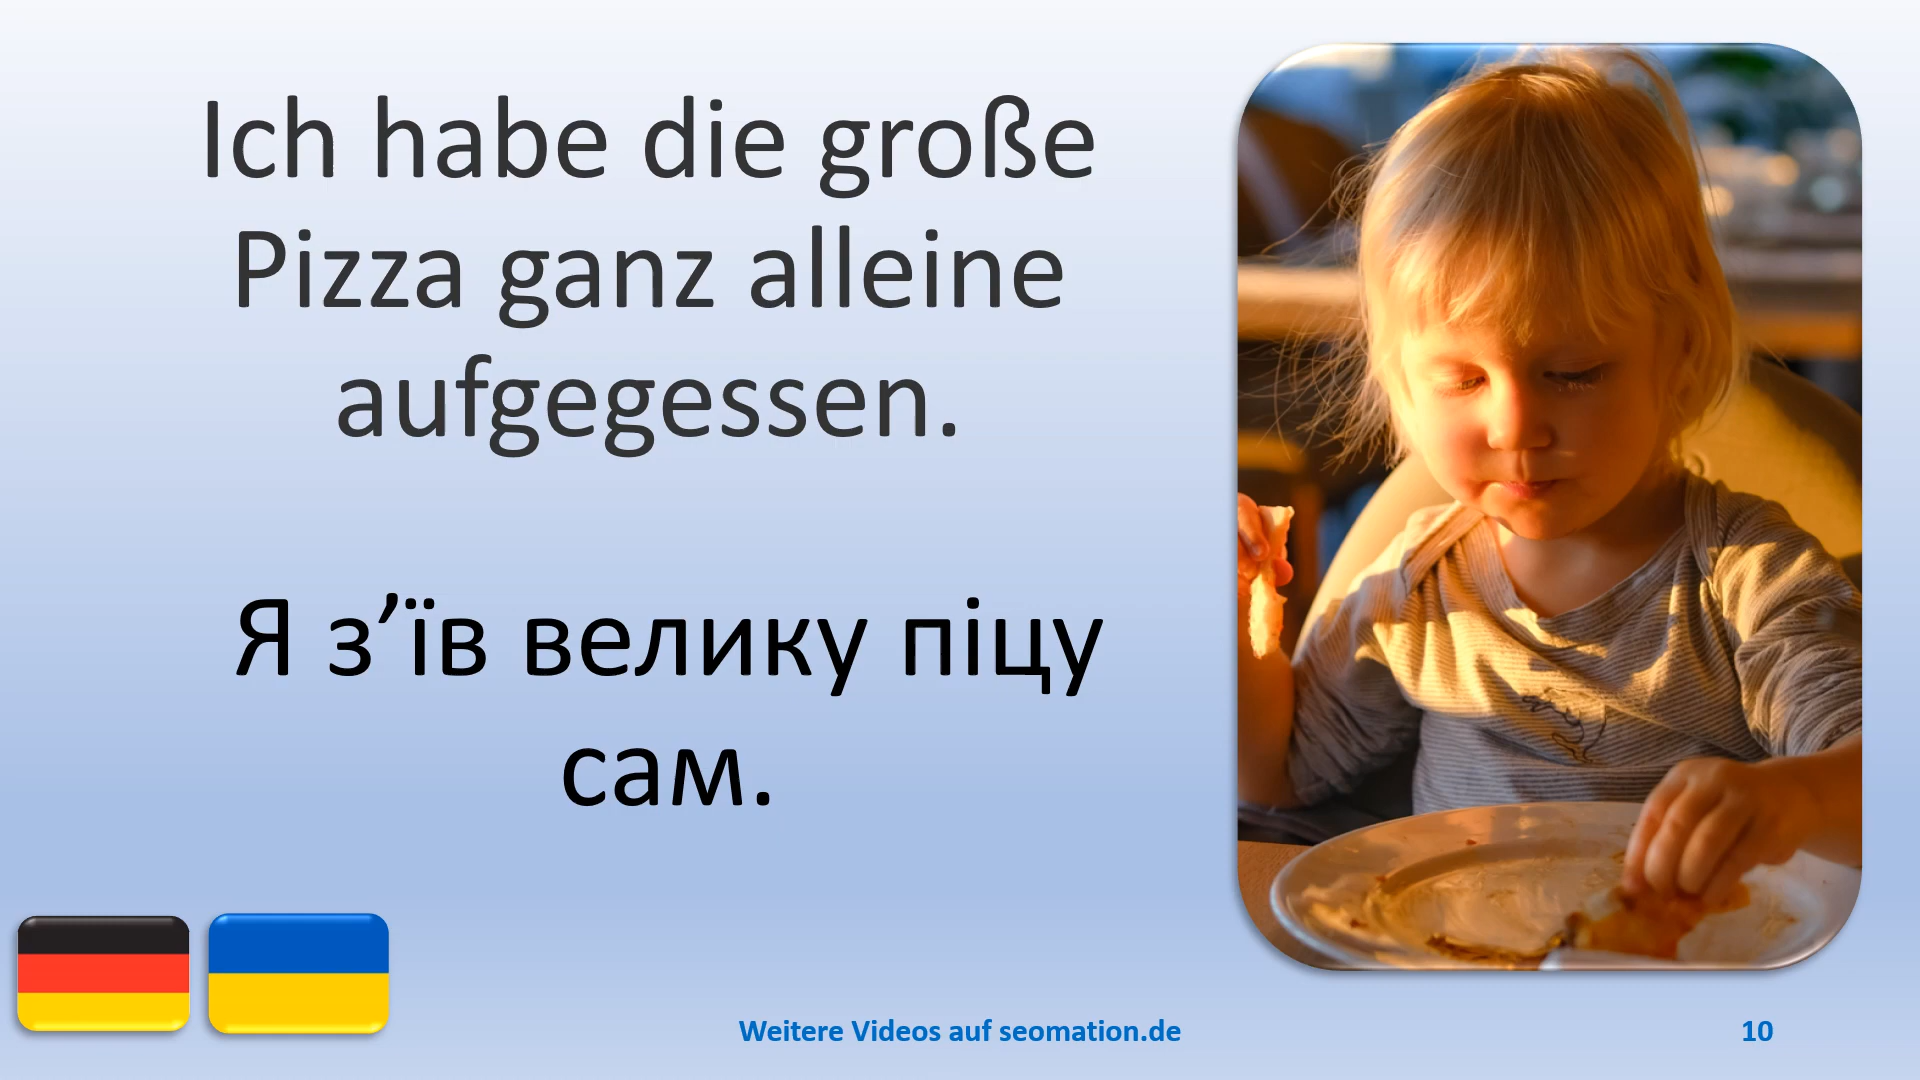 Ich habe die große
Pizza ganz alleine
aufgegessen.
Я з’їв велику піцу
сам.
Weitere Videos auf seomation.de
10